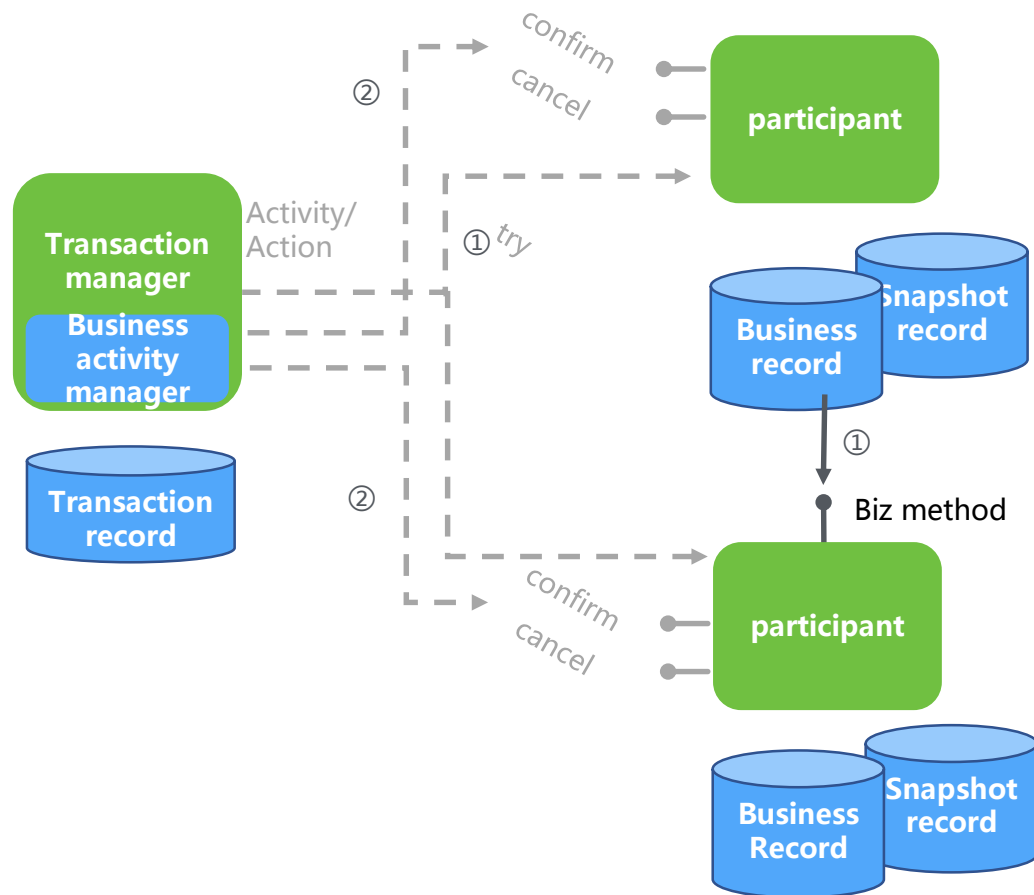 confirm
cancel
②
participant
Activity/
Action
① try
Transaction
manager
Business
activity
manager
Snapshot
record
Business
record
①
Transaction
record
②
Biz method
confirm
cancel
participant
Snapshot
record
Business
Record